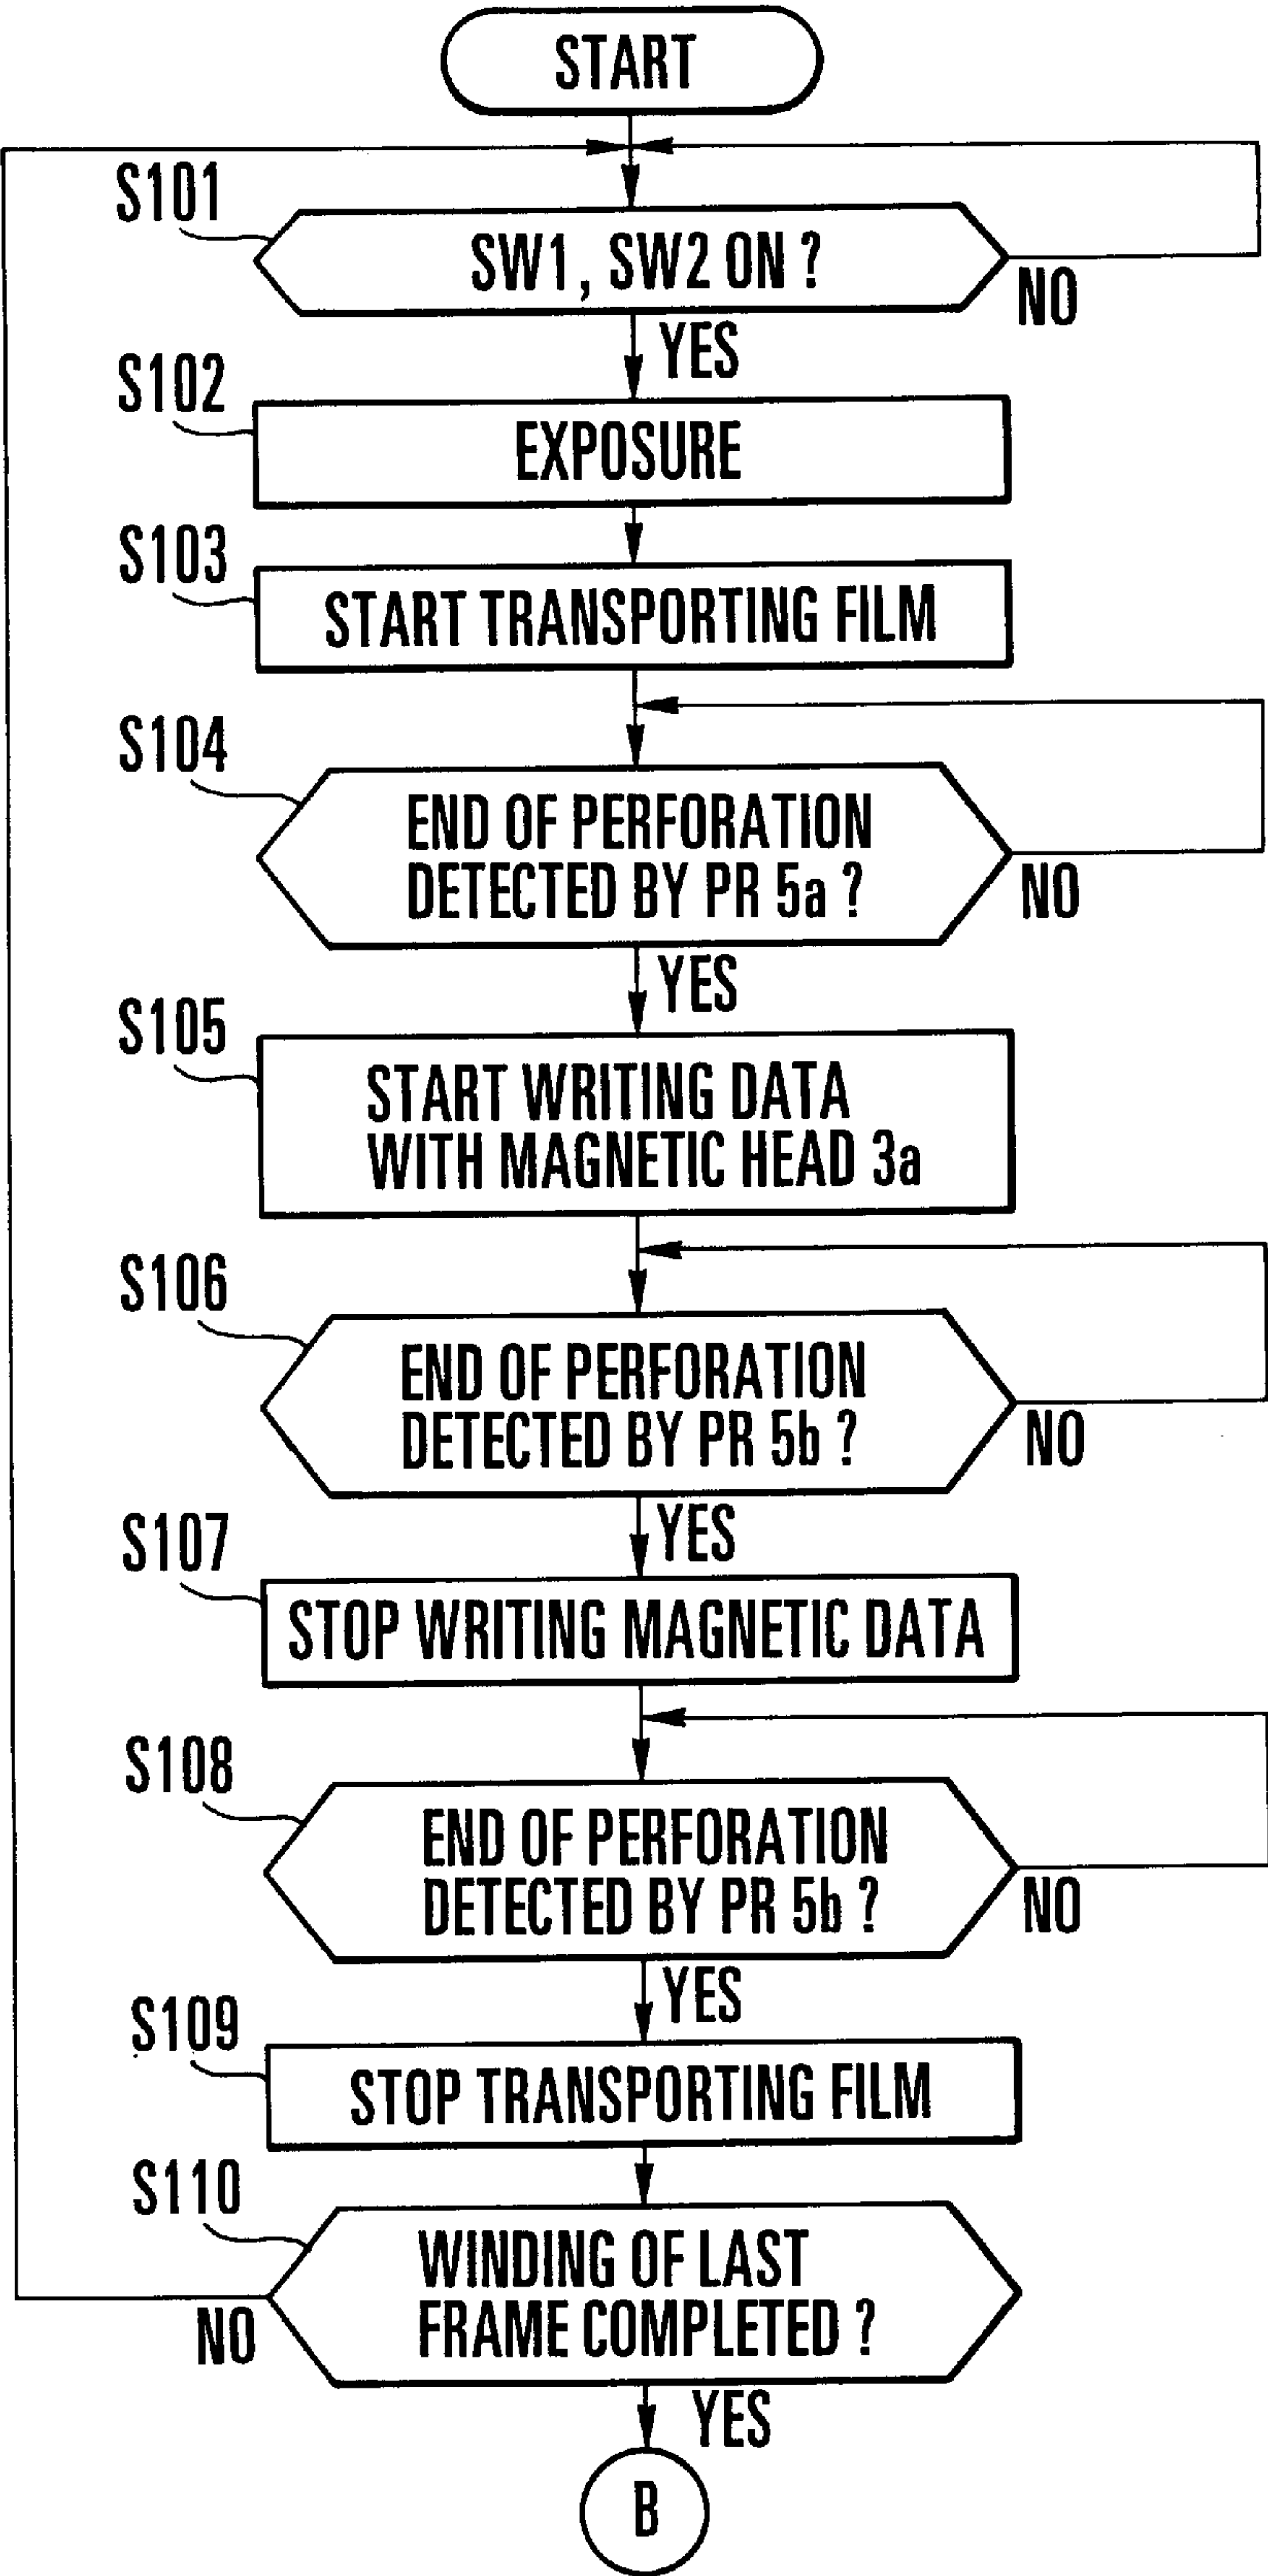 START
S101
SW1, SW2 ON ?
NO
YES
S102
EXPOSURE
S103
START TRANSPORTING FILM
S104
END OF PERFORATION
DETECTED BY PR 5a ?
NO
YES
S105
START WRITING DATA
WITH MAGNETIC HEAD 3a
S106
END OF PERFORATION
DETECTED BY PR 5b ?
NO
YES
S107
STOP WRITING MAGNETIC DATA
S108
END OF PERFORATION
DETECTED BY PR 5b ?
NO
YES
S109
STOP TRANSPORTING FILM
S110
WINDING OF LAST
FRAME COMPLETED ?
NO
YES
B